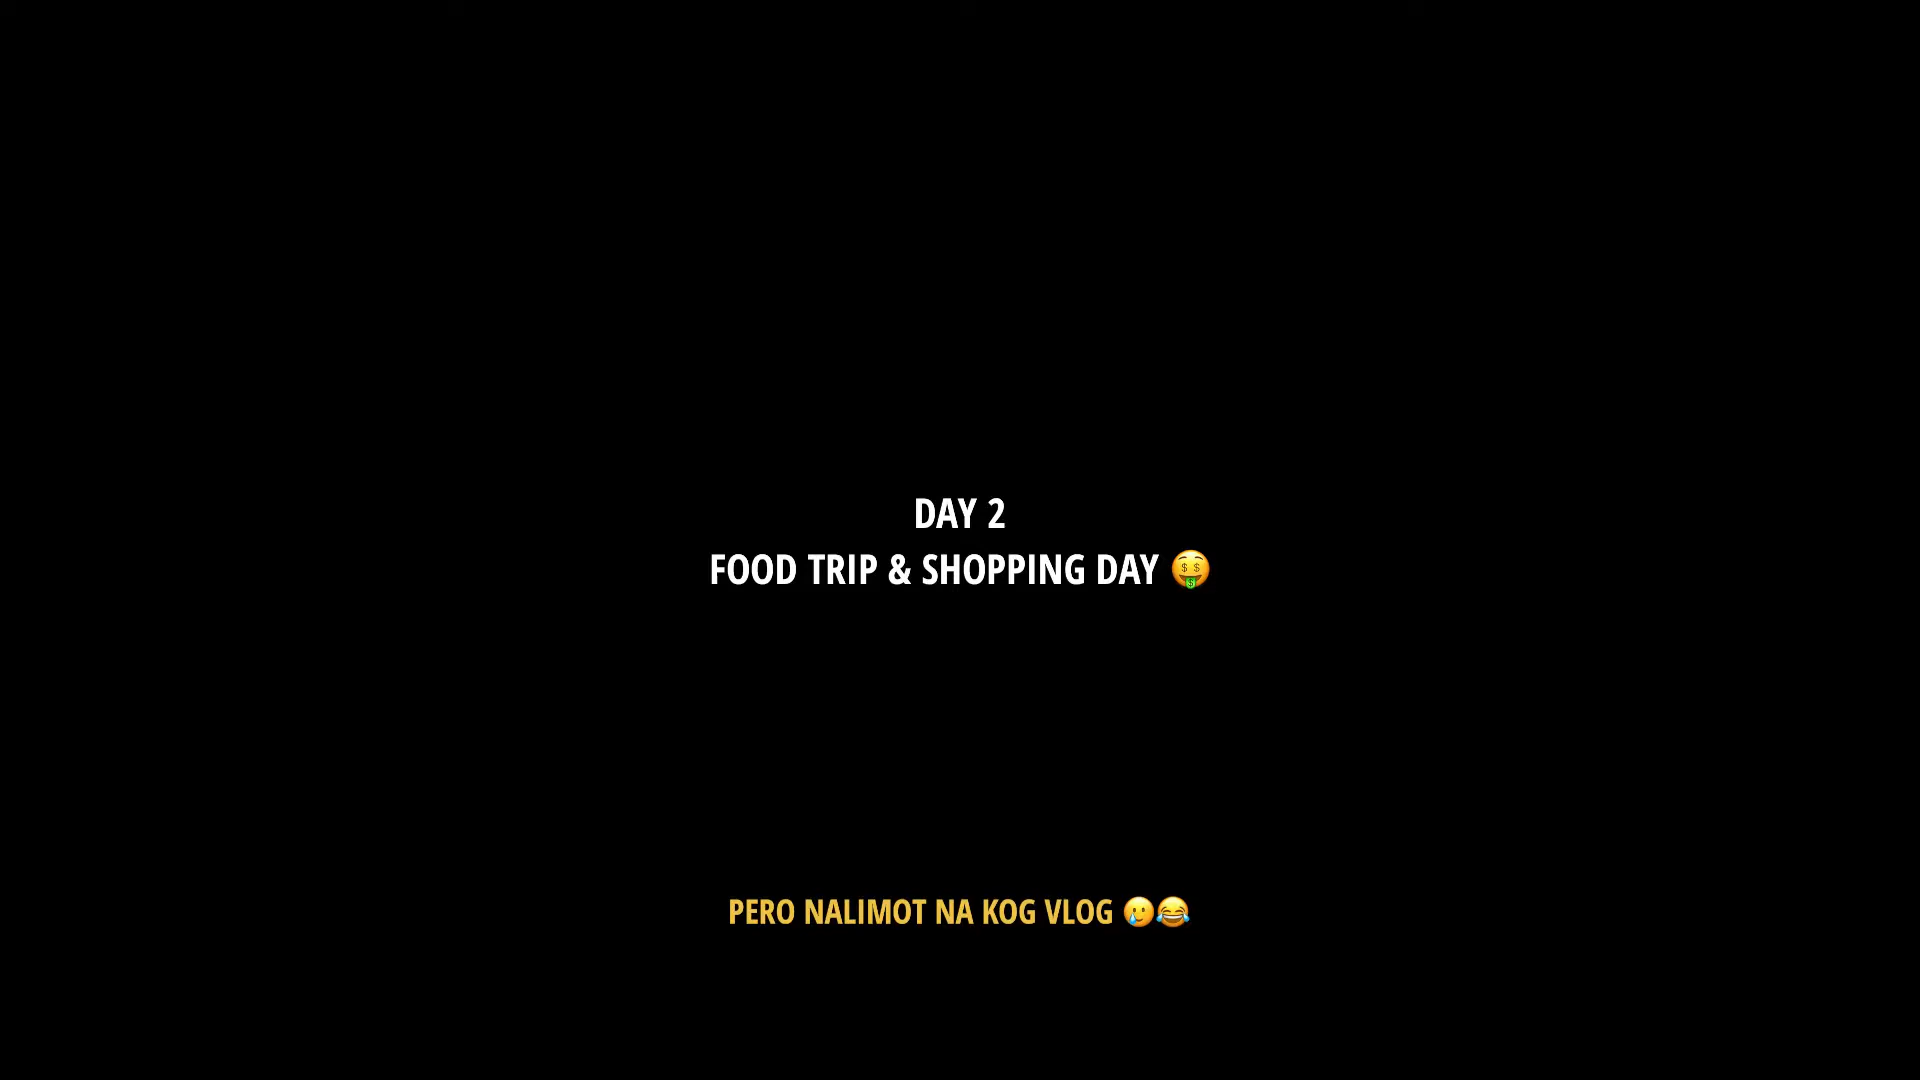 DAY 2
FOOD TRIP & SHOPPING DAY 🤑
PERO NALIMOT NA KOG VLOG 🥲😂